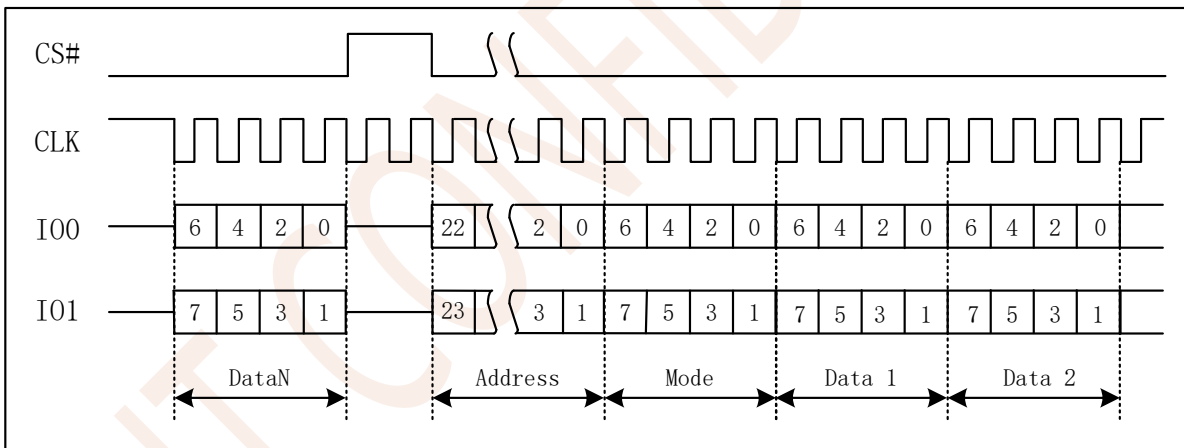 CS#
CLK
IO0 6 4 2 0 22 2 0 6 4 2 0 6 4 2 0 6 4 2 0
IO1 7 5 3 1 23 3 1 7 5 3 1 7 5 3 1 7 5 3 1
DataN Address Mode Data 1 Data 2